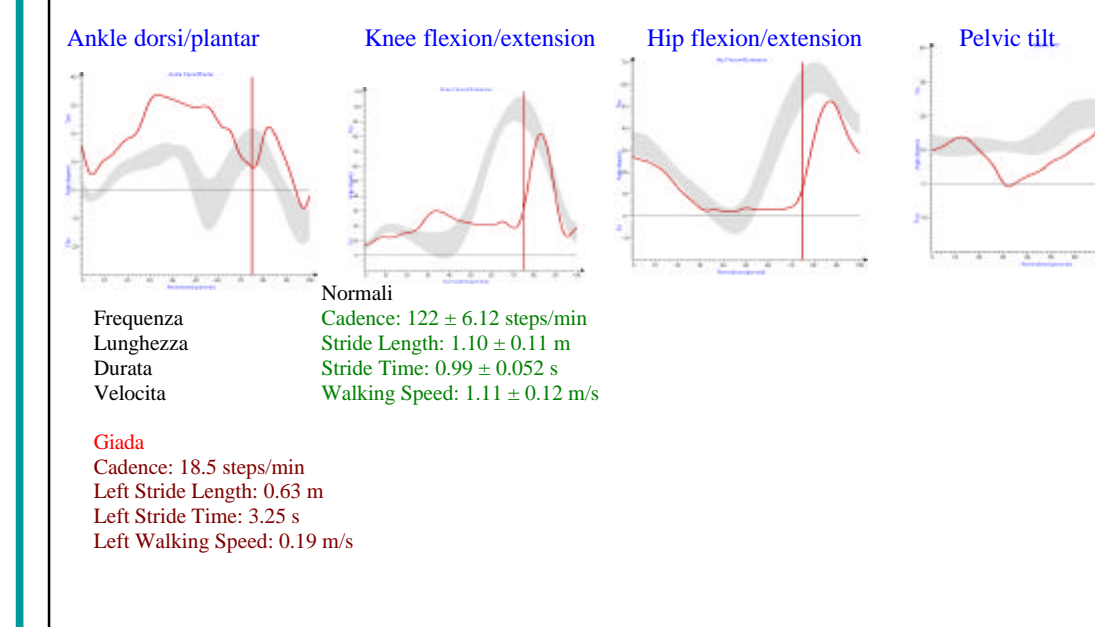 Ankle dorsi/plantar
Knee flexion/extension
Hip flexion/extension
Pelvic tilt
Normali
Frequenza
Cadence: 122 ± 6.12 steps/min
Lunghezza
Stride Length: 1.10 ± 0.11 m
Durata
Stride Time: 0.99 ± 0.052 s
Velocita
Walking Speed: 1.11 ± 0.12 m/s
Giada
Cadence: 18.5 steps/min
Left Stride Length: 0.63 m
Left Stride Time: 3.25 s
Left Walking Speed: 0.19 m/s